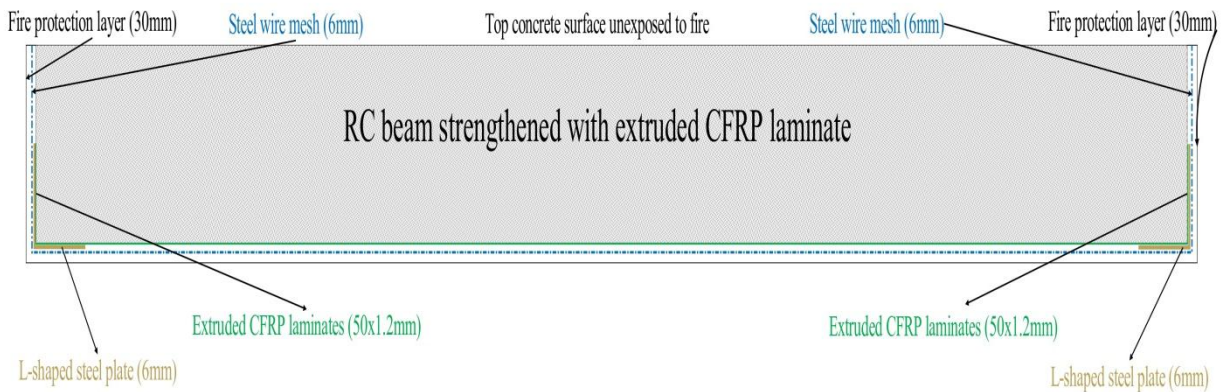 Fire protection layer (30mm)
Steel wire mesh (6mm)
Top concrete surface unexposed to fire
Steel wire mesh (6mm)
Fire protection layer (30mm)
RC beam strengthened with extruded CFRP laminate
Extruded CFRP laminates (50x1.2mm)
Extruded CFRP laminates (50x1.2mm)
L-shaped steel plate (6mm)
L-shaped steel plate (6mm)